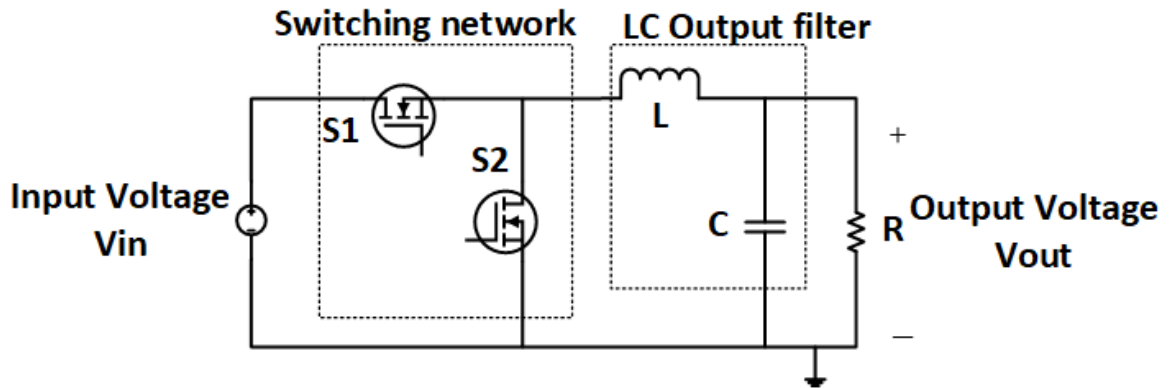 Switching network
LC Output filter
S1
L
+
S2
Input Voltage
Vin
+
-
C
R
Output Voltage
Vout
−